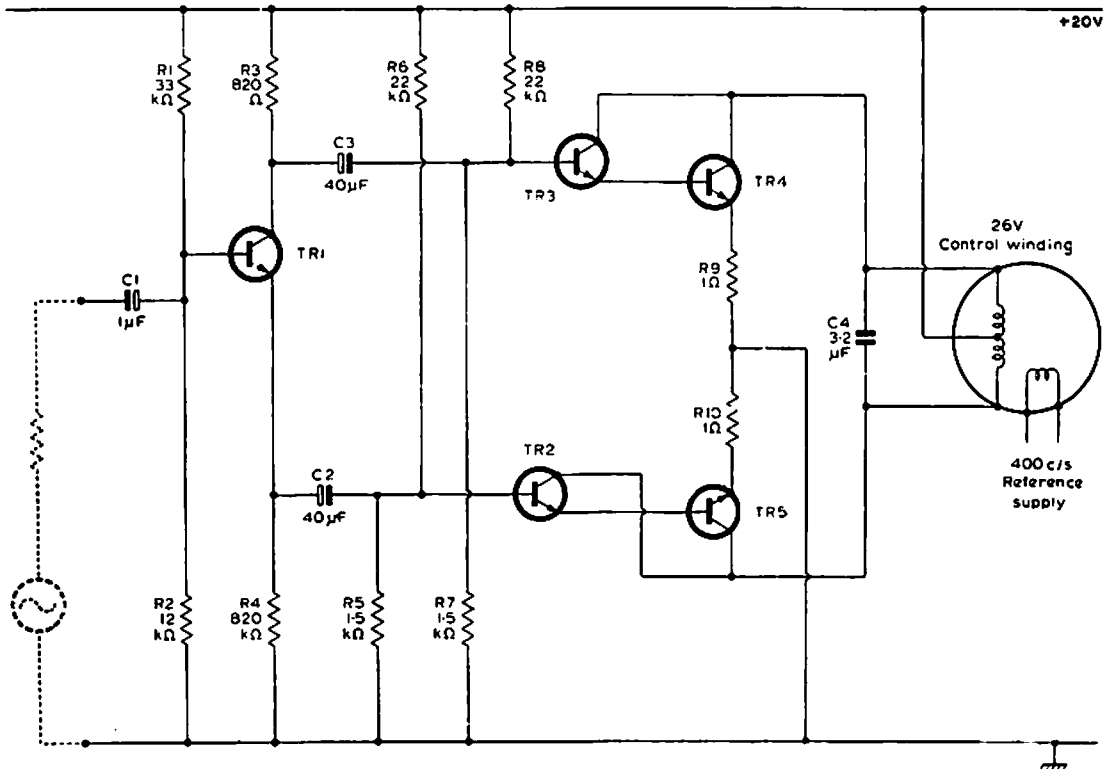 +20V
R1
33
kΩ
R3
820
Ω
R6
22
kΩ
R8
22
kΩ
C3
40µF
TR3
TR4
TR1
26V
Control winding
C1
1µF
R9
1Ω
C4
3·2
µF
R10
1Ω
TR2
400 c/s
Reference
supply
C2
40µF
TR5
R2
12
kΩ
R4
820
kΩ
R5
1·5
kΩ
R7
1·5
kΩ